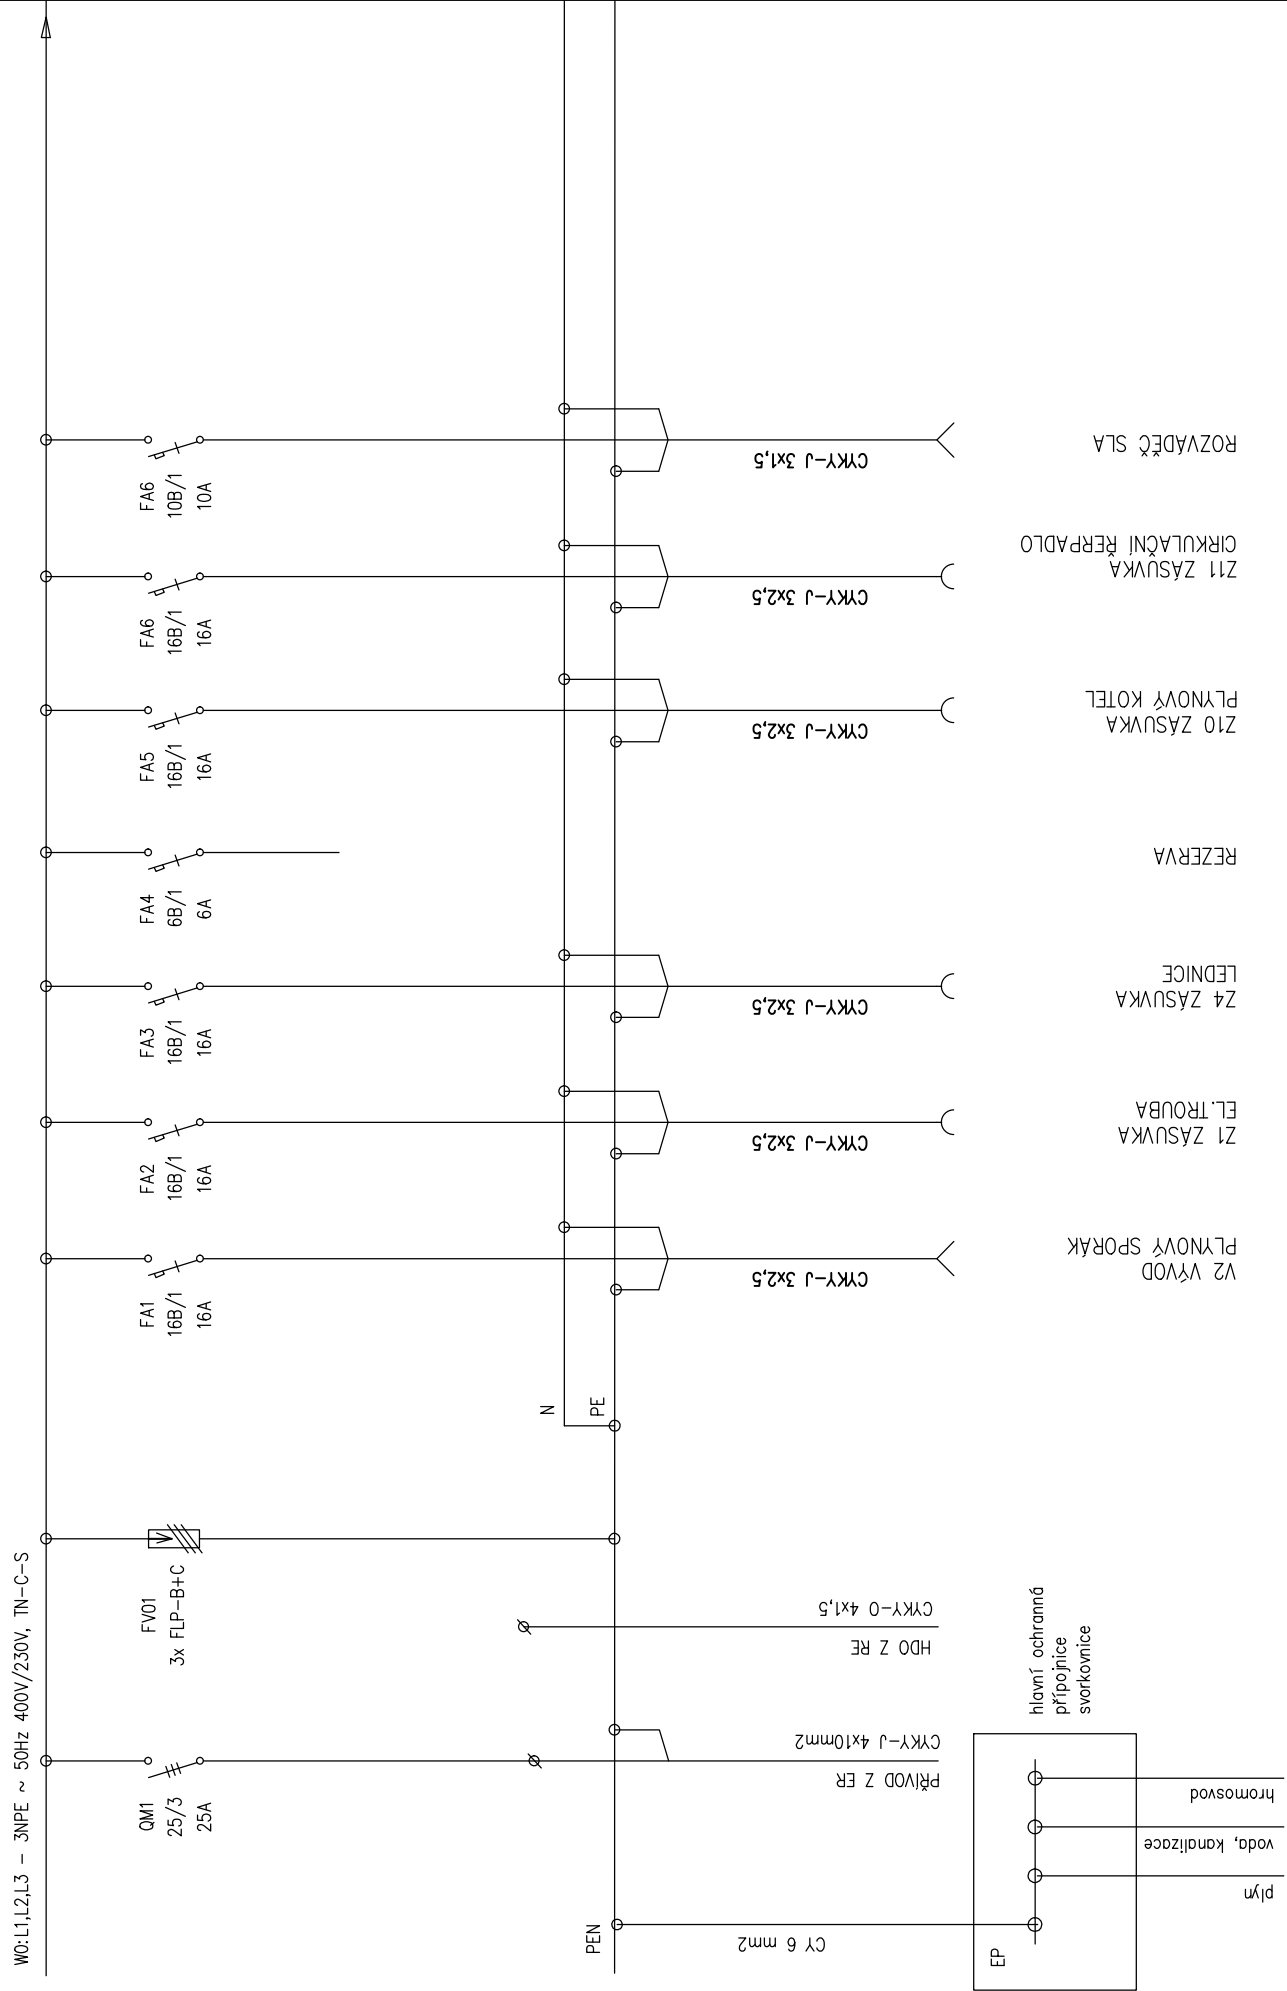 W0:L1,L2,L3 - 3NPE ~ 50Hz 400V/230V, TN-C-S
QM1
25/3
25A
FV01
3x FLP-B+C
FA1
16B/1
16A
FA2
16B/1
16A
FA3
16B/1
16A
FA4
6B/1
6A
FA5
16B/1
16A
FA6
16B/1
16A
FA6
10B/1
10A
N
PE
PEN
PŘÍVOD Z ER
CYKY-J 4x10mm2
HDO Z RE
CYKY-O 4x1,5
CYKY-J 3x2,5
CYKY-J 3x2,5
CYKY-J 3x2,5
CYKY-J 3x2,5
CYKY-J 3x2,5
CYKY-J 3x1,5
CY 6 mm2
EP
hlavní ochranná
přípojnice
svorkovnice
plyn
voda, kanalizace
hromosvod
V2 VÝVOD
PLYNOVÝ SPORÁK
Z1 ZÁSUVKA
EL.TROUBA
Z4 ZÁSUVKA
LEDNICE
REZERVA
Z10 ZÁSUVKA
PLYNOVÝ KOTEL
Z11 ZÁSUVKA
CIRKULAČNÍ ŘERPADLO
ROZVÁDĚČ SLA